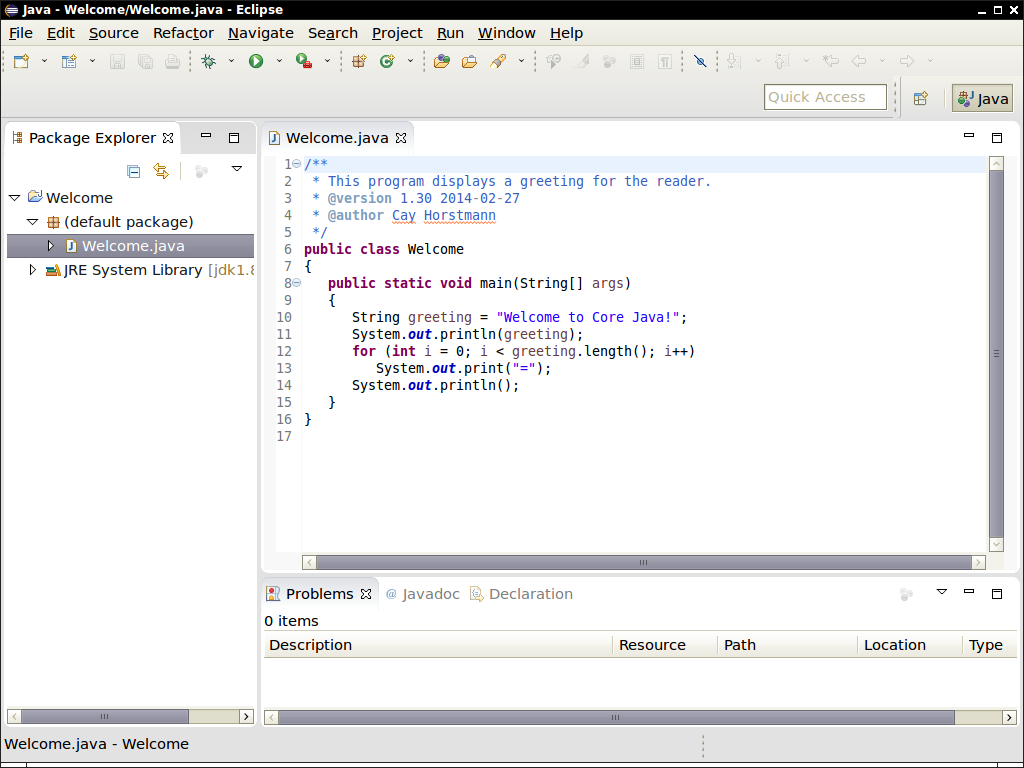 Java - Welcome/Welcome.java - Eclipse
File Edit Source Refactor Navigate Search Project Run Window Help
Quick Access
Java
Package Explorer
Welcome
(default package)
Welcome.java
JRE System Library [jdk1.8
Welcome.java
1 /**
2  * This program displays a greeting for the reader.
3  * @version 1.30 2014-02-27
4  * @author Cay Horstmann
5  */
6 public class Welcome
7 {
8    public static void main(String[] args)
9    {
10       String greeting = "Welcome to Core Java!";
11       System.out.println(greeting);
12       for (int i = 0; i < greeting.length(); i++)
13          System.out.print("=");
14       System.out.println();
15    }
16 }
17
Problems @ Javadoc Declaration
0 items
Description Resource Path Location Type
Welcome.java - Welcome